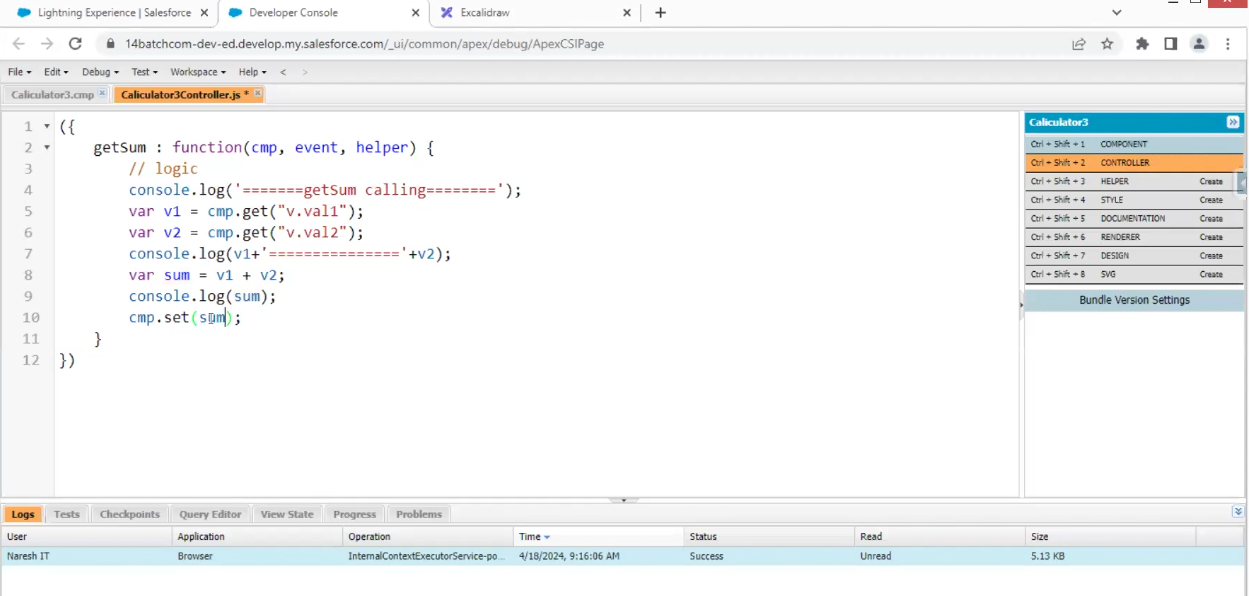 Lightning Experience | Salesforce
Developer Console
Excalidraw
14batchcom-dev-ed.develop.my.salesforce.com/_ui/common/apex/debug/ApexCSIPage
File Edit Debug Test Workspace Help < >
Caliculator3.cmp
Caliculator3Controller.js *
1 ({
2 getSum : function(cmp, event, helper) {
3 // logic
4 console.log('=======getSum calling========');
5 var v1 = cmp.get("v.val1");
6 var v2 = cmp.get("v.val2");
7 console.log(v1+'==============='+v2);
8 var sum = v1 + v2;
9 console.log(sum);
10 cmp.set(sum);
11 }
12 })
Caliculator3
Ctrl + Shift + 1 COMPONENT
Ctrl + Shift + 2 CONTROLLER
Ctrl + Shift + 3 HELPER Create
Ctrl + Shift + 4 STYLE Create
Ctrl + Shift + 5 DOCUMENTATION Create
Ctrl + Shift + 6 RENDERER Create
Ctrl + Shift + 7 DESIGN Create
Ctrl + Shift + 8 SVG Create
Bundle Version Settings
Logs Tests Checkpoints Query Editor View State Progress Problems
User Application Operation Time Status Read Size
Naresh IT Browser InternalContextExecutorService-po... 4/18/2024, 9:16:06 AM Success Unread 5.13 KB